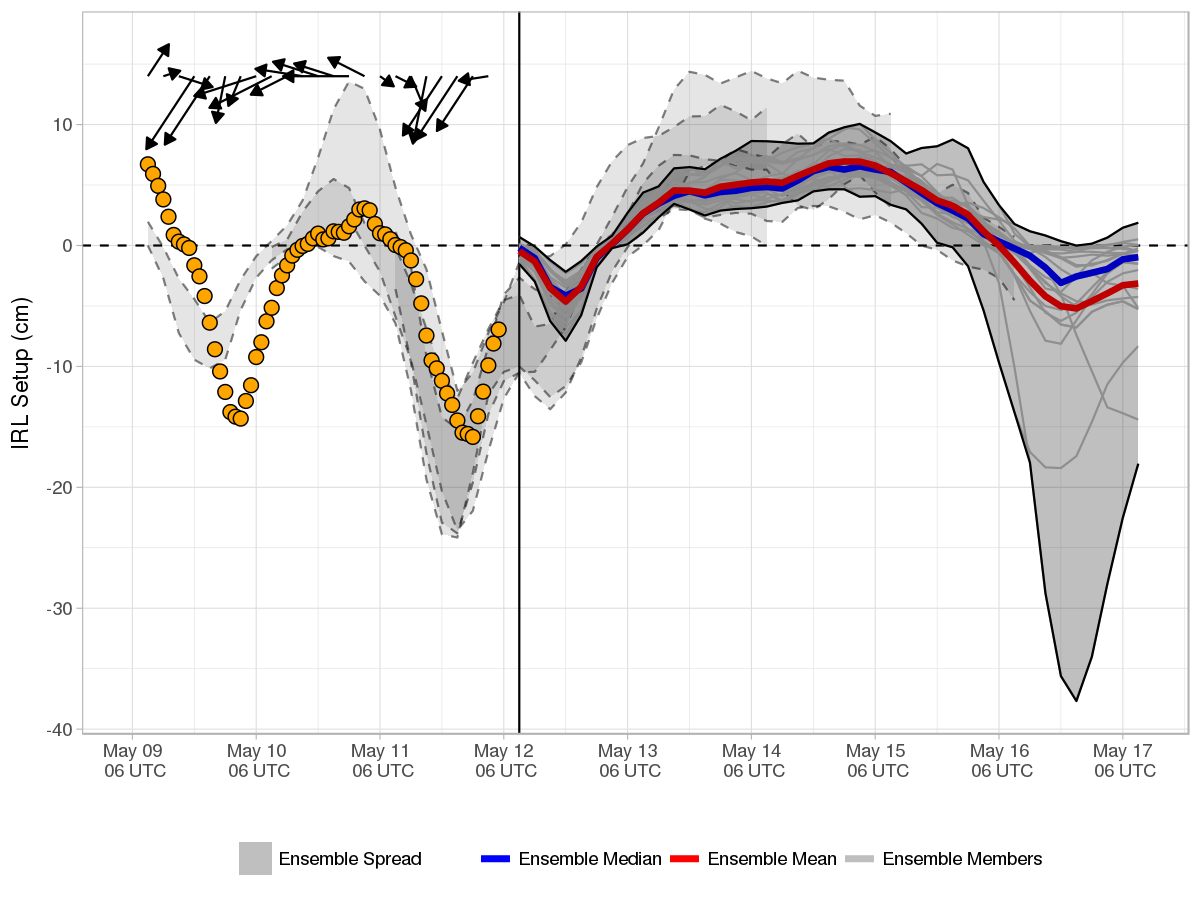 IRL Setup (cm)
10
0
-10
-20
-30
-40
May 09 May 10 May 11 May 12 May 13 May 14 May 15 May 16 May 17
06 UTC 06 UTC 06 UTC 06 UTC 06 UTC 06 UTC 06 UTC 06 UTC 06 UTC
Ensemble Spread Ensemble Median Ensemble Mean Ensemble Members